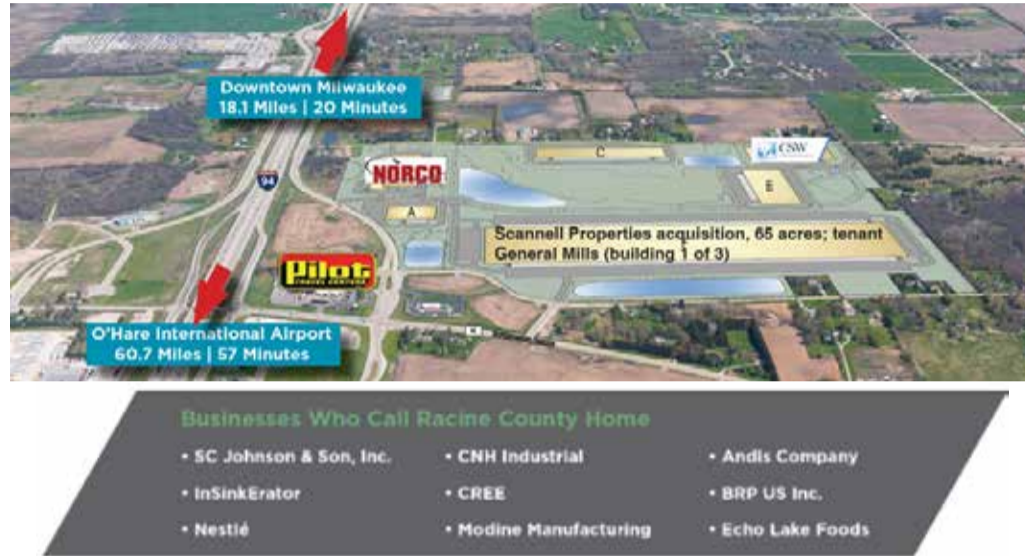 Downtown Milwaukee
18.1 Miles | 20 Minutes
C
CSW
NORCO
94
B
A
Scannell Properties acquisition, 65 acres; tenant
General Mills (building 1 of 3)
Pilot
TRAVEL CENTERS
O'Hare International Airport
60.7 Miles | 57 Minutes
K
Businesses Who Call Racine County Home
• SC Johnson & Son, Inc.
• InSinkErator
• Nestlé
• CNH Industrial
• CREE
• Modine Manufacturing
• Andis Company
• BRP US Inc.
• Echo Lake Foods